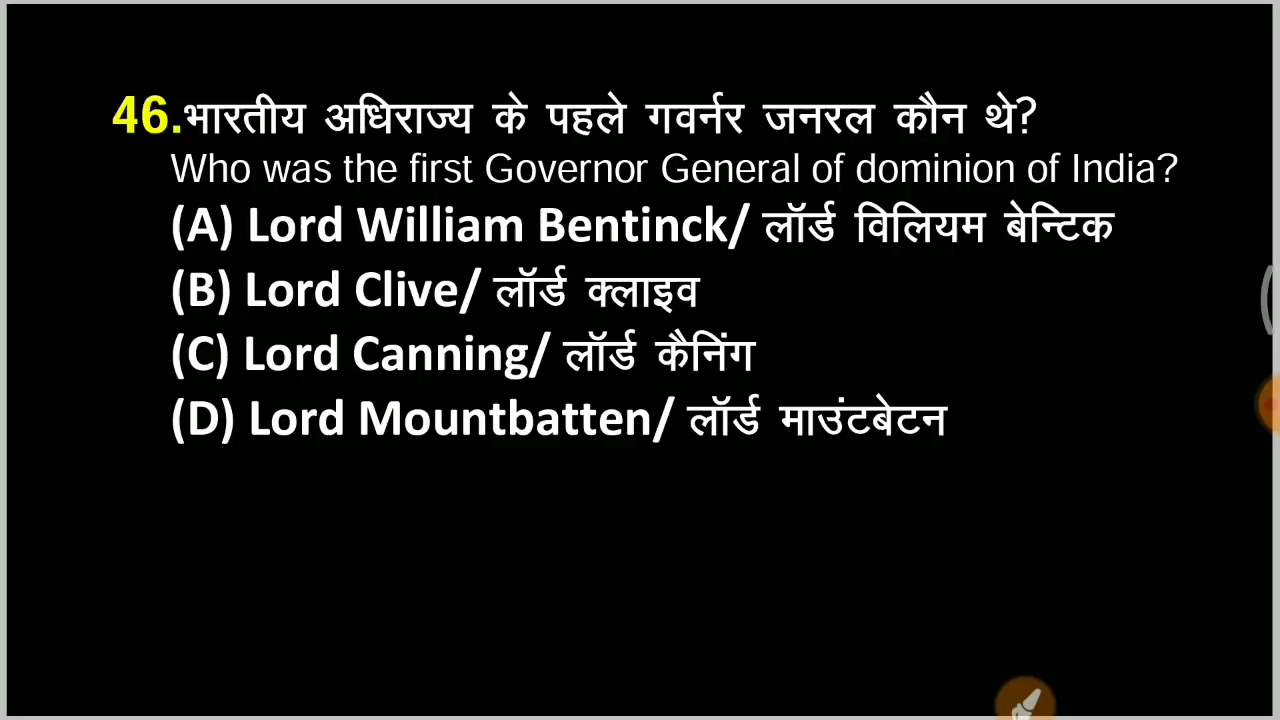 46.भारतीय अधिराज्य के पहले गवर्नर जनरल कौन थे?
Who was the first Governor General of dominion of India?
(A) Lord William Bentinck/ लॉर्ड विलियम बेन्टिक
(B) Lord Clive/ लॉर्ड क्लाइव
(C) Lord Canning/ लॉर्ड कैनिंग
(D) Lord Mountbatten/ लॉर्ड माउंटबेटन